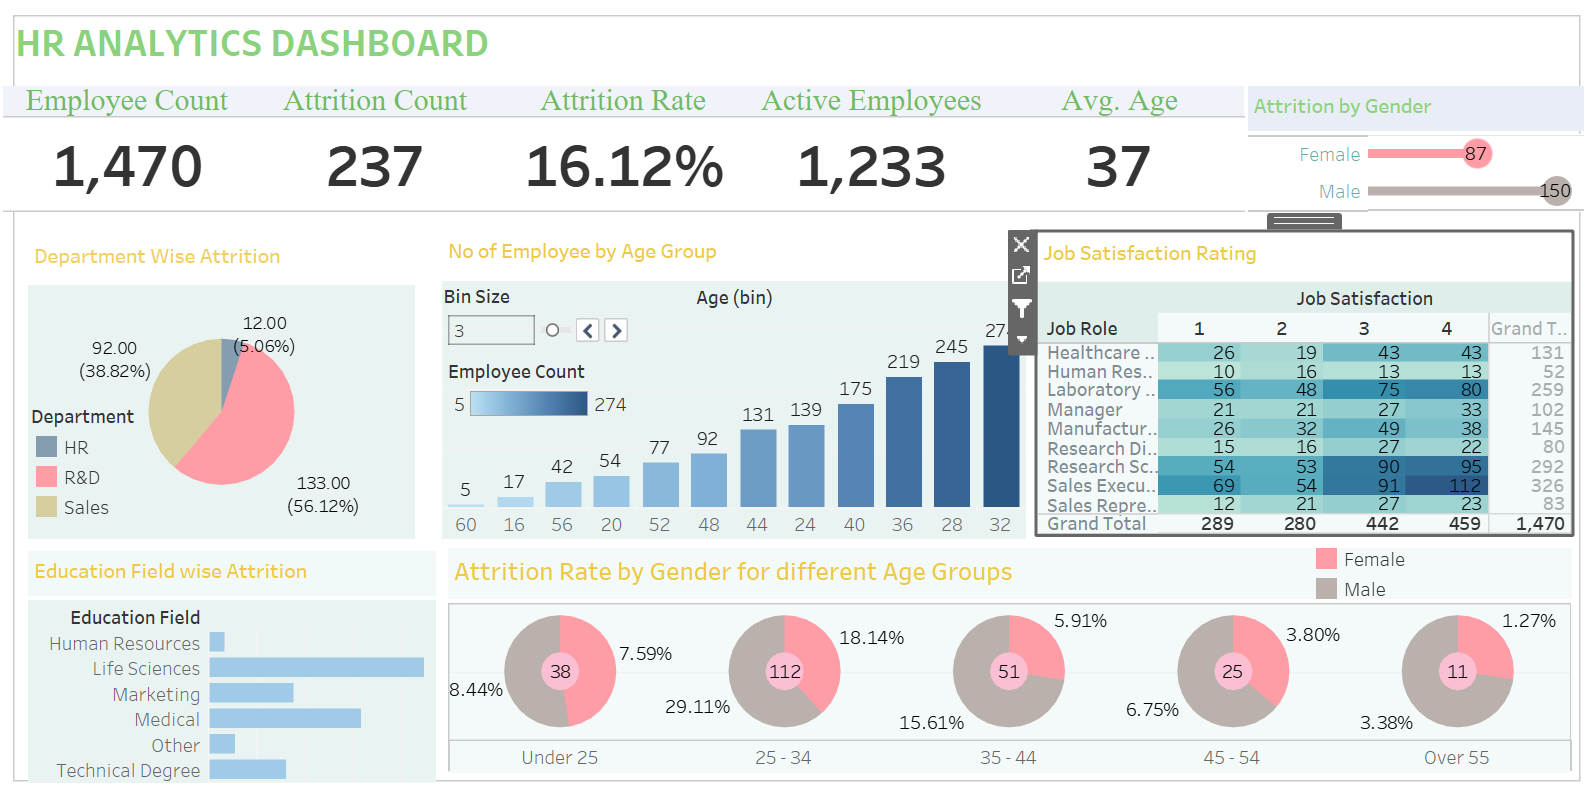 HR ANALYTICS DASHBOARD
Employee Count Attrition Count Attrition Rate Active Employees Avg. Age
1,470 237 16.12% 1,233 37
Attrition by Gender
Female 87
Male 150
Department Wise Attrition
12.00
(5.06%)
92.00
(38.82%)
Department
HR
R&D
Sales
133.00
(56.12%)
No of Employee by Age Group
Bin Size
3
Age (bin)
Employee Count
5 274
5 17 42 54 77 92 131 139 175 219 245 27
60 16 56 20 52 48 44 24 40 36 28 32
Job Satisfaction Rating
Job Satisfaction
Job Role 1 2 3 4 Grand T..
Healthcare .. 26 19 43 43 131
Human Res.. 10 16 13 13 52
Laboratory .. 56 48 75 80 259
Manager 21 21 27 33 102
Manufactur.. 26 32 49 38 145
Research Di.. 15 16 27 22 80
Research Sc.. 54 53 90 95 292
Sales Execu.. 69 54 91 112 326
Sales Repre.. 12 21 27 23 83
Grand Total 289 280 442 459 1,470
Education Field wise Attrition
Education Field
Human Resources
Life Sciences
Marketing
Medical
Other
Technical Degree
Attrition Rate by Gender for different Age Groups
Female
Male
38 7.59% 8.44%
112 18.14% 29.11%
51 5.91% 15.61%
25 3.80% 6.75%
11 1.27% 3.38%
Under 25 25 - 34 35 - 44 45 - 54 Over 55